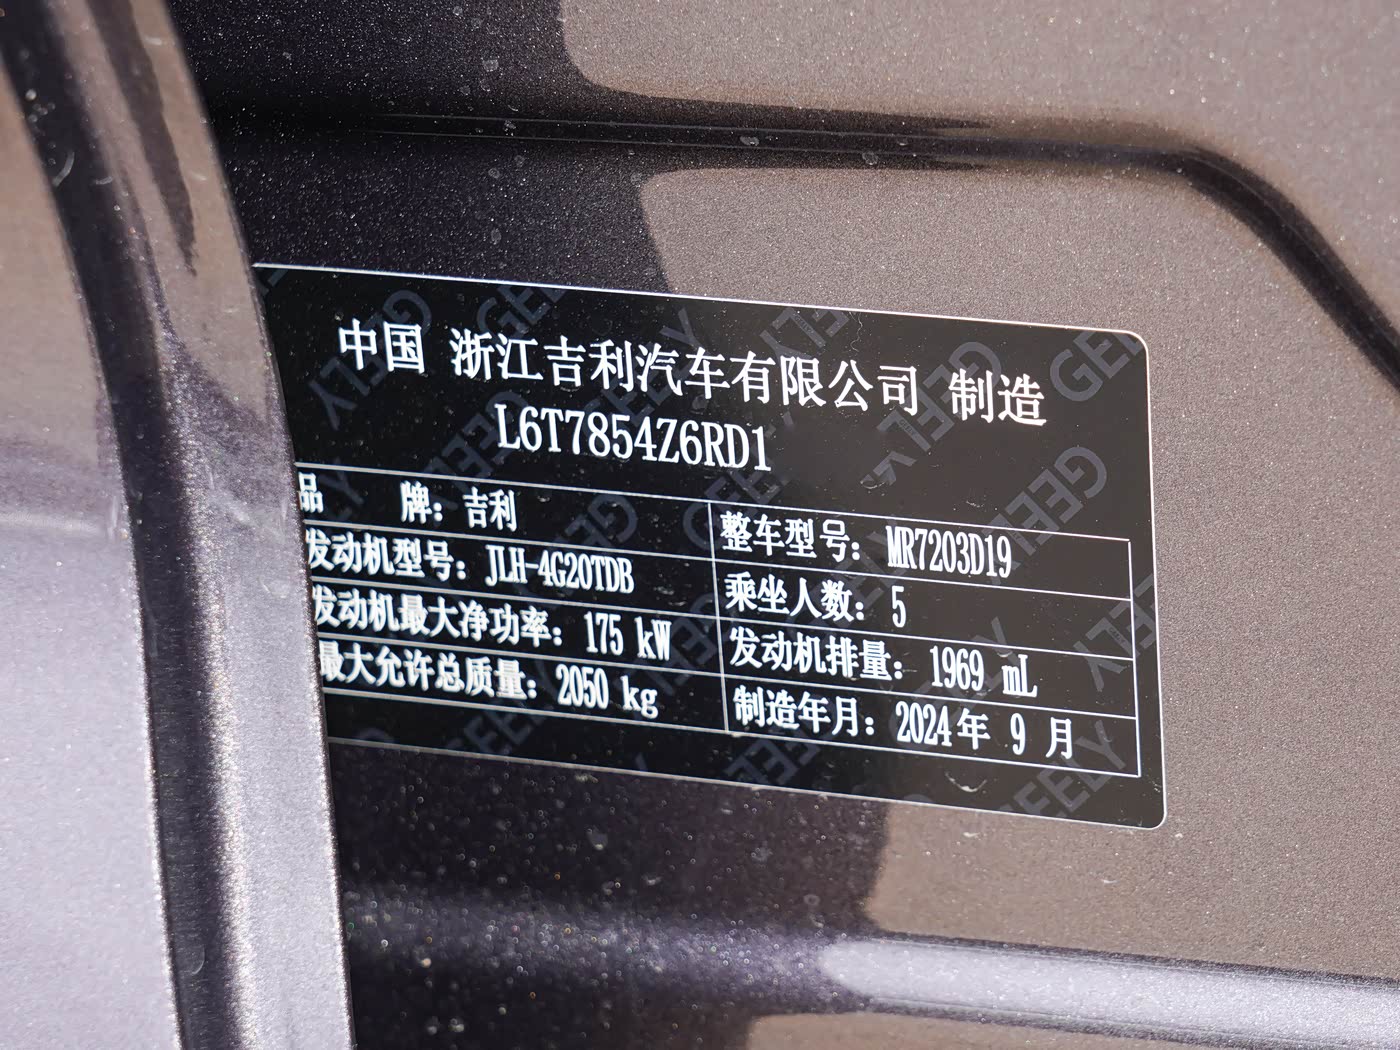 中国 浙江吉利汽车有限公司 制造
L6T7854Z6RD1
品 牌：吉利 整车型号：MR7203D19
发动机型号：JLH-4G20TDB 乘坐人数：5
发动机最大净功率：175 kW 发动机排量：1969 mL
最大允许总质量：2050 kg 制造年月：2024年 9 月
GEELY